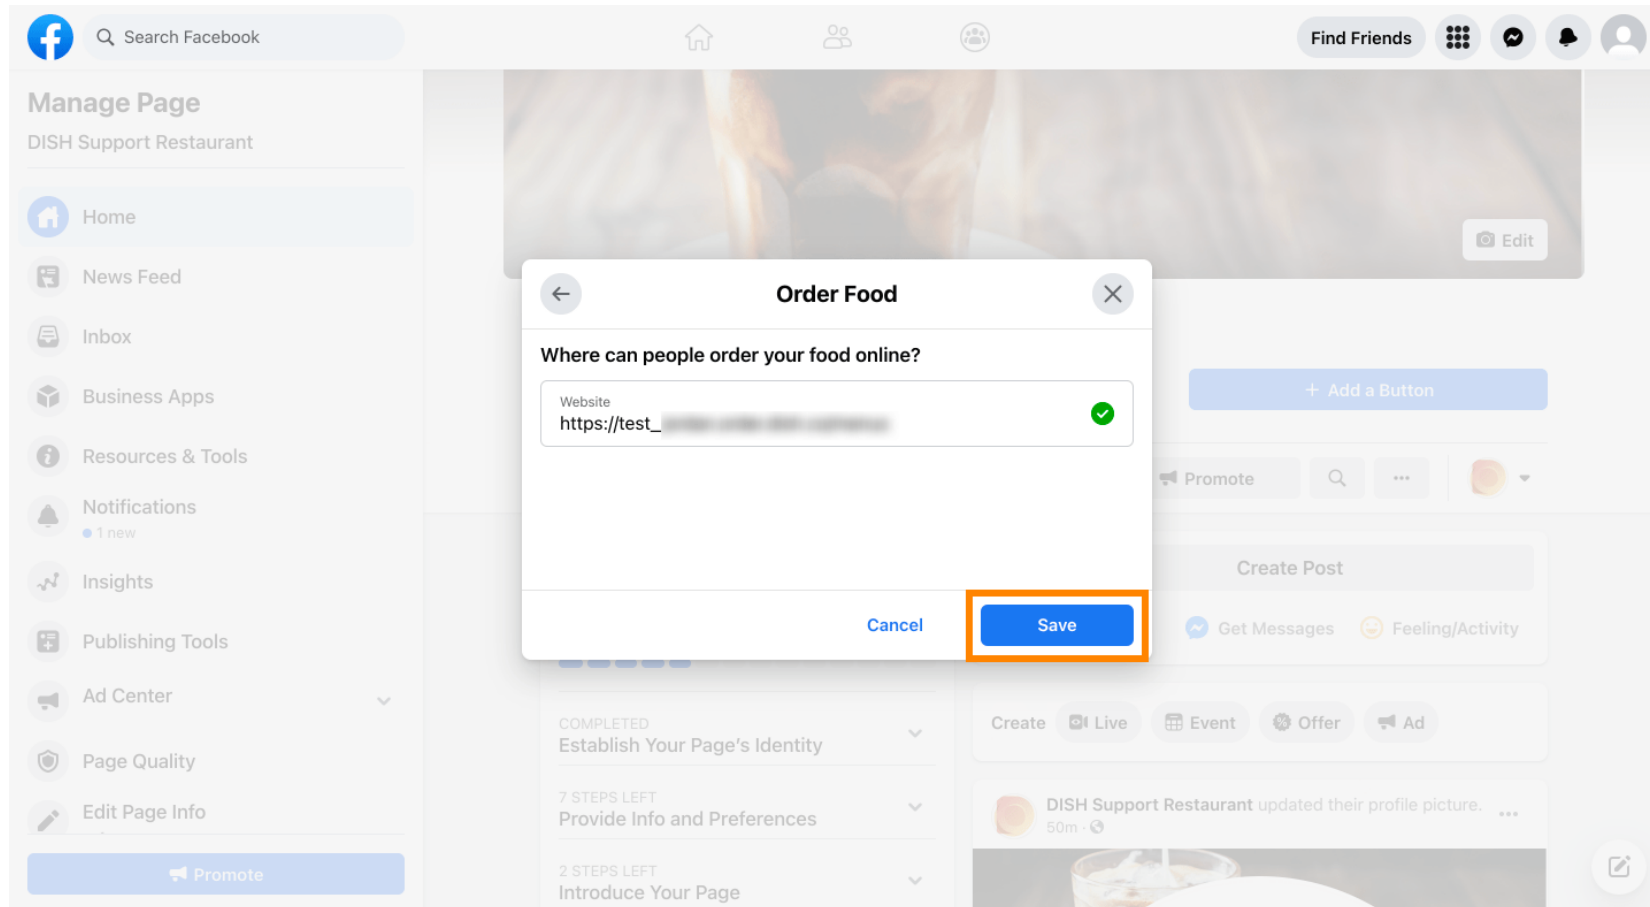 Search Facebook
Find Friends
Manage Page
DISH Support Restaurant
Home
News Feed
Inbox
Business Apps
Resources & Tools
Notifications
1 new
Insights
Publishing Tools
Ad Center
Page Quality
Edit Page Info
Promote
Edit
+ Add a Button
Promote
Order Food
Where can people order your food online?
Website
https://test_
Cancel
Save
Create Post
Get Messages
Feeling/Activity
COMPLETED
Establish Your Page's Identity
7 STEPS LEFT
Provide Info and Preferences
2 STEPS LEFT
Introduce Your Page
Create
Live
Event
Offer
Ad
DISH Support Restaurant updated their profile picture.
50m ·